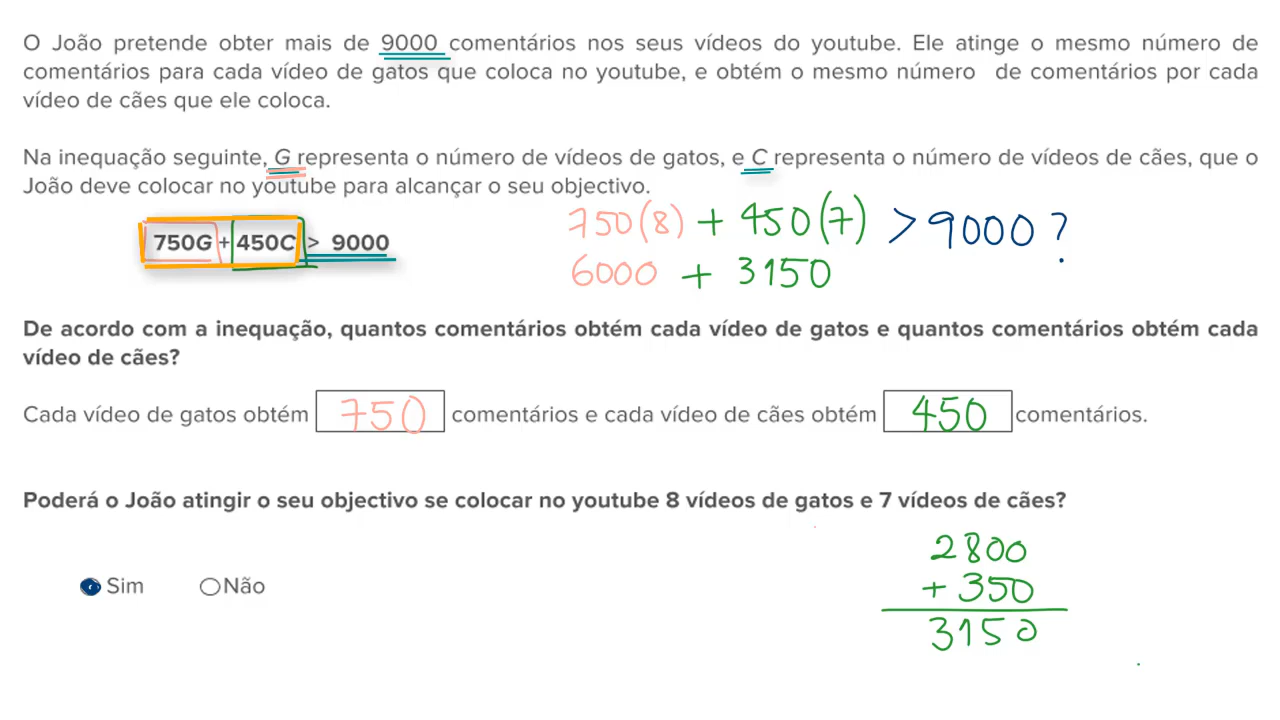 O João pretende obter mais de 9000 comentários nos seus vídeos do youtube. Ele atinge o mesmo número de
comentários para cada vídeo de gatos que coloca no youtube, e obtém o mesmo número de comentários por cada
vídeo de cães que ele coloca.
Na inequação seguinte, G representa o número de vídeos de gatos, e C representa o número de vídeos de cães, que o
João deve colocar no youtube para alcançar o seu objectivo.
750G + 450C > 9000
750(8) + 450(7) > 9000 ?
6000 + 3150
De acordo com a inequação, quantos comentários obtém cada vídeo de gatos e quantos comentários obtém cada
vídeo de cães?
Cada vídeo de gatos obtém 750 comentários e cada vídeo de cães obtém 450 comentários.
Poderá o João atingir o seu objectivo se colocar no youtube 8 vídeos de gatos e 7 vídeos de cães?
Sim Não
2800
+ 350
3150